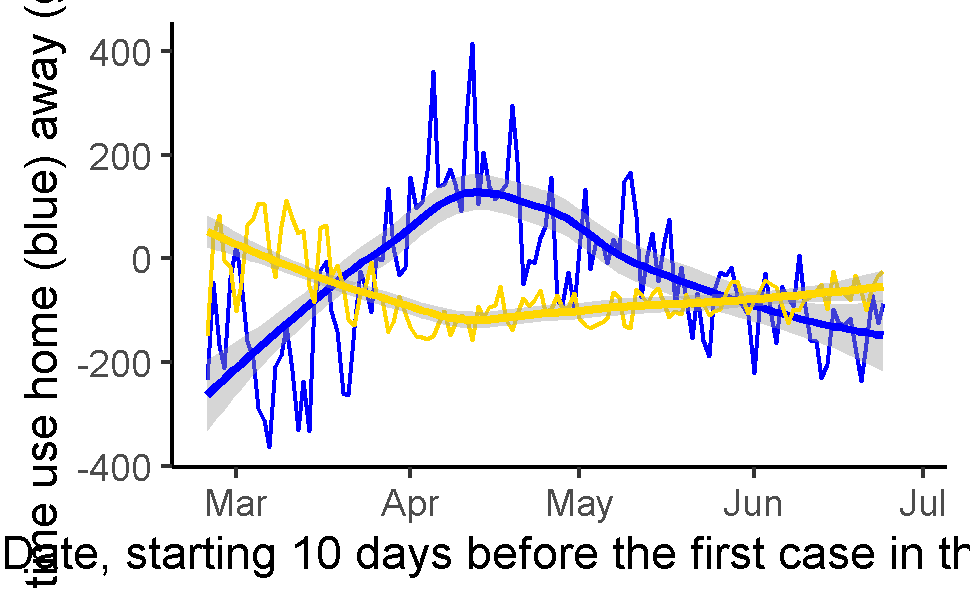 time use home (blue) away (
400
200
0
-200
-400
Mar Apr May Jun Jul
Date, starting 10 days before the first case in th